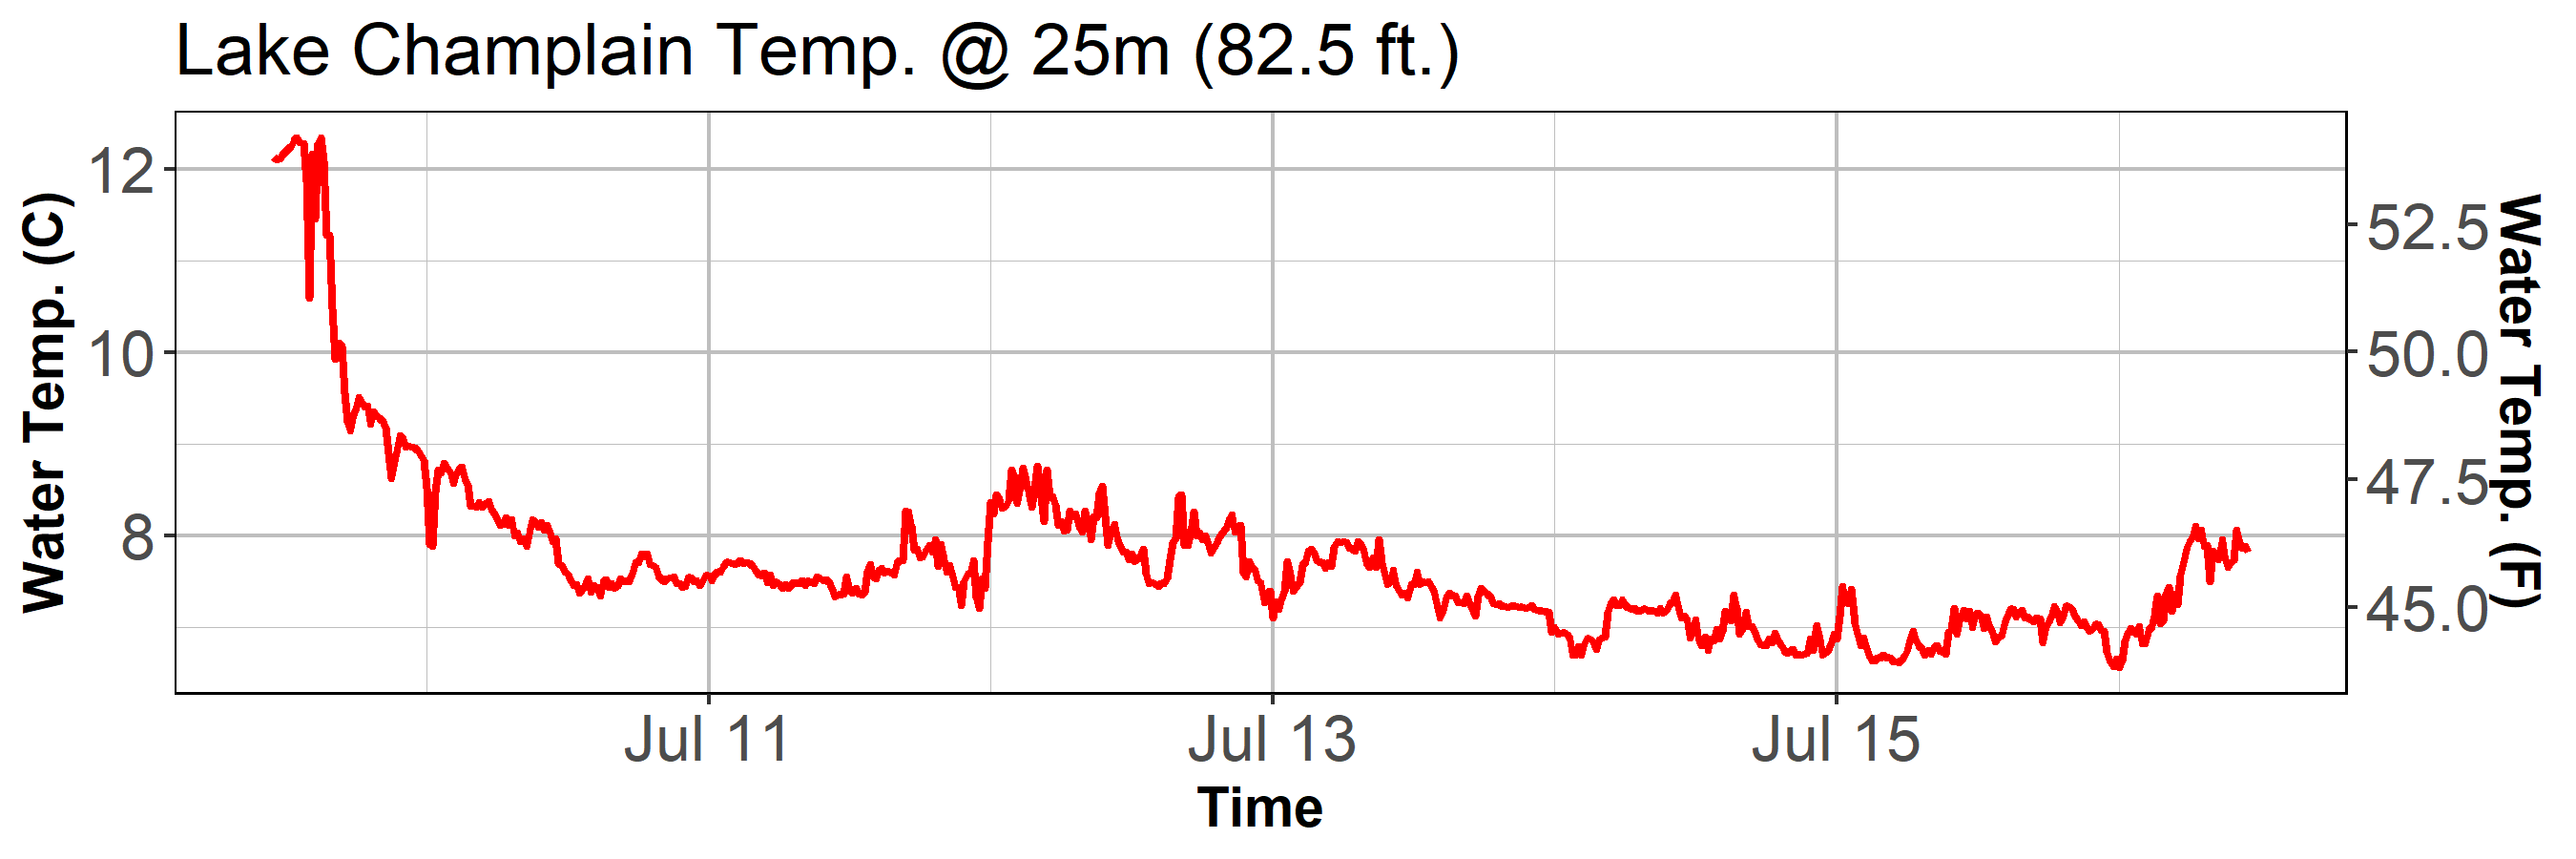 Lake Champlain Temp. @ 25m (82.5 ft.)
Water Temp. (C)
12
10
8
52.5
50.0
47.5
45.0
Water Temp. (F)
Jul 11 Jul 13 Jul 15
Time